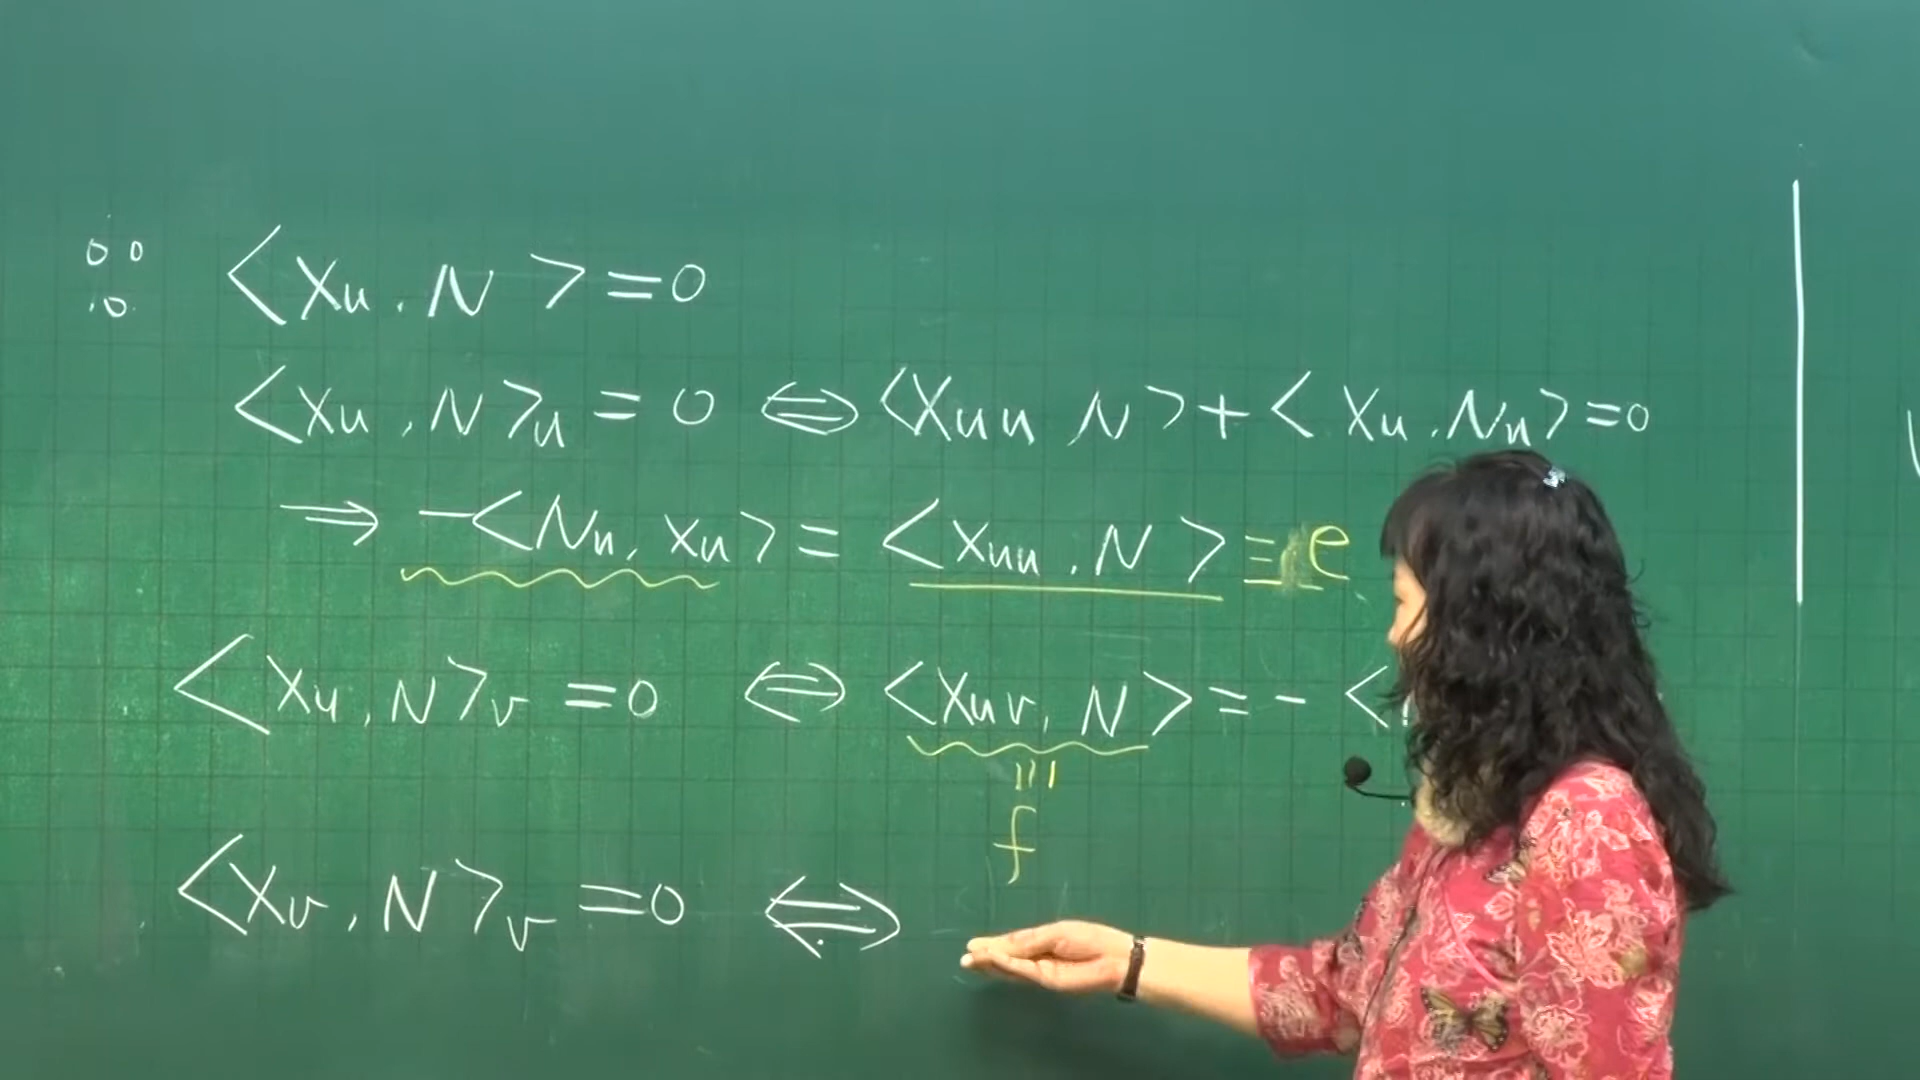 ∵ <Xu, N> = 0
<Xu, N>u = 0 ⇔ <Xuu, N> + <Xu, Nu> = 0
⇒ -<Nu, Xu> = <Xuu, N> ≡ e
<Xu, N>v = 0 ⇔ <Xuv, N> = - <
f
<Xv, N>v = 0 ⇔